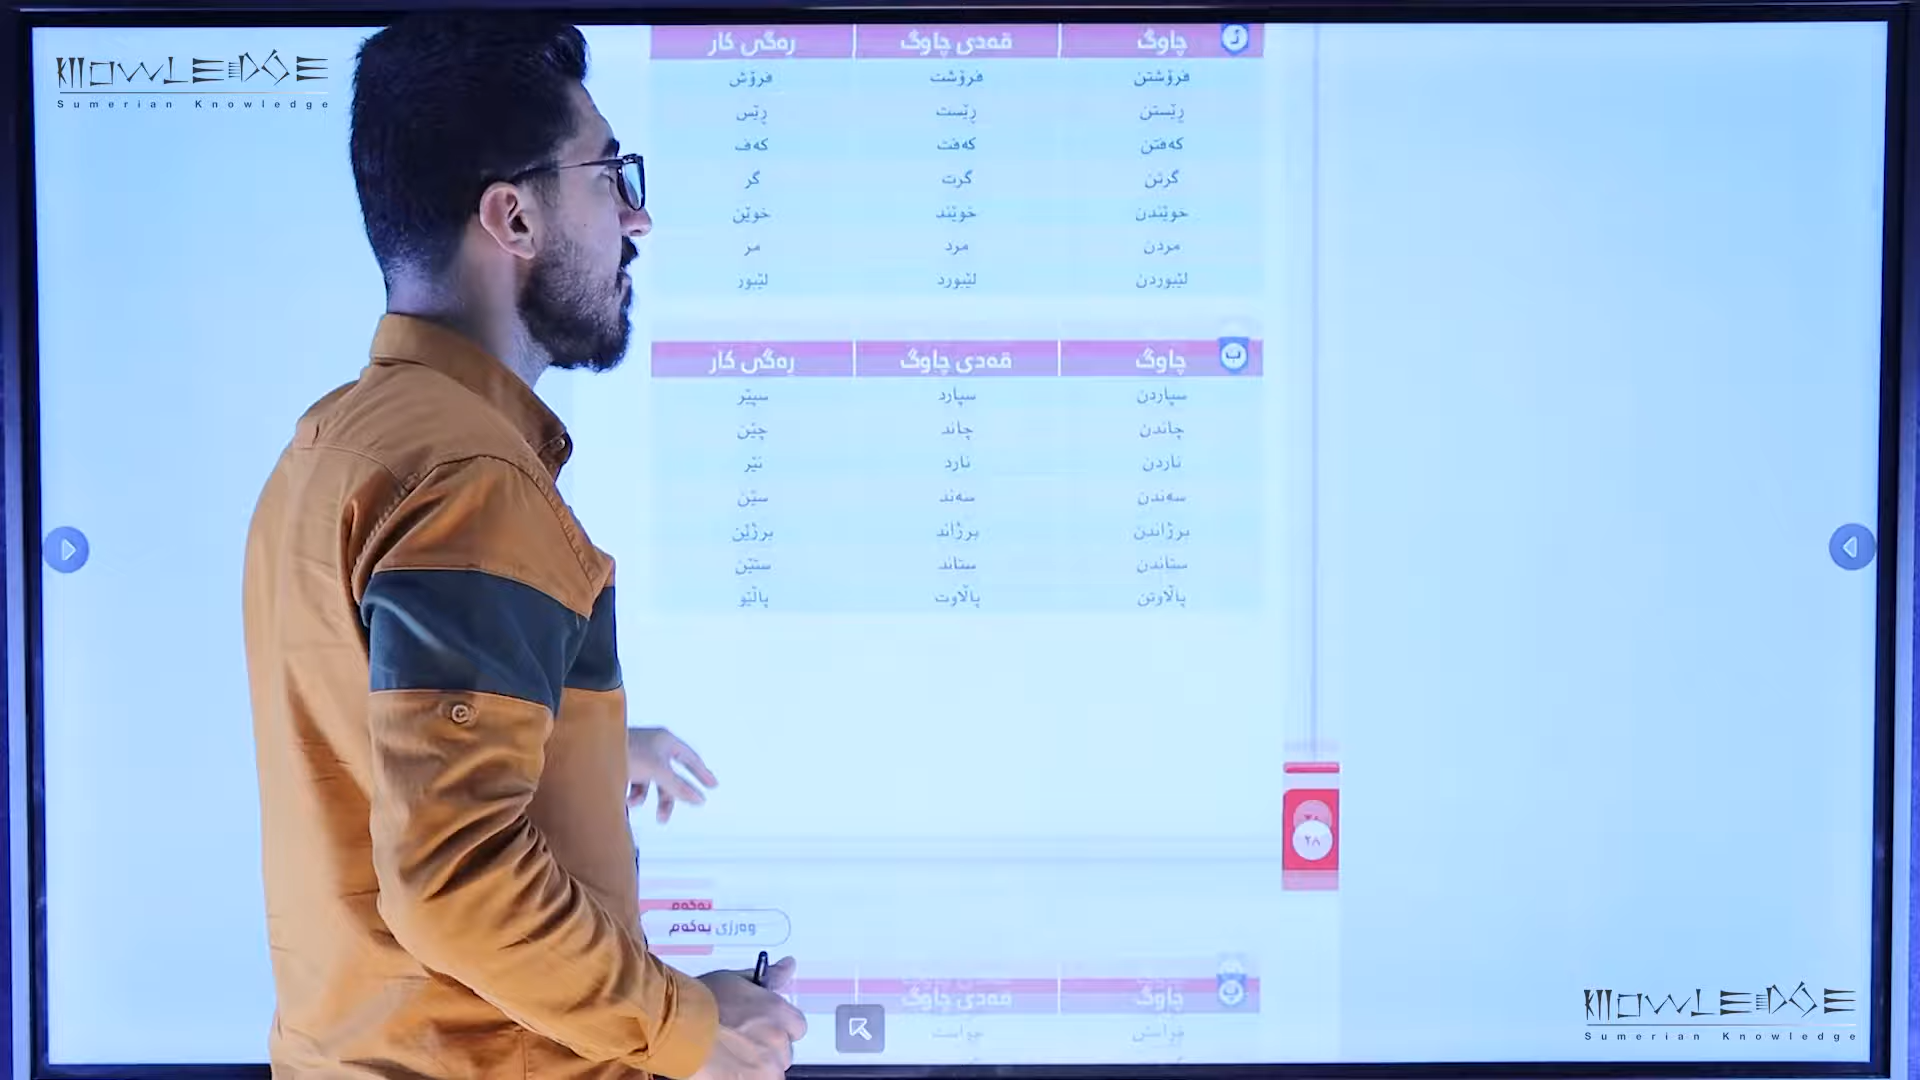 KNOWLEDGE
Sumerian Knowledge
چاوگ قەدی چاوگ ڕەگی کار
فرۆشتن فرۆشت فرۆش
ڕێستن ڕێست ڕێس
کەفتن کەفت کەف
گرتن گرت گر
خوێندن خوێند خوێن
مردن مرد مر
لێبوردن لێبورد لێبور
ب چاوگ قەدی چاوگ ڕەگی کار
سپاردن سپارد سپێر
چاندن چاند چێن
ناردن نارد نێر
سەندن سەند سێن
برژاندن برژاند برژێن
ستاندن ستاند ستێن
پاڵاوتن پاڵاوت پاڵێو
٢٨
وەرزی یەکەم
چاوگ قەدی چاوگ
KNOWLEDGE
Sumerian Knowledge